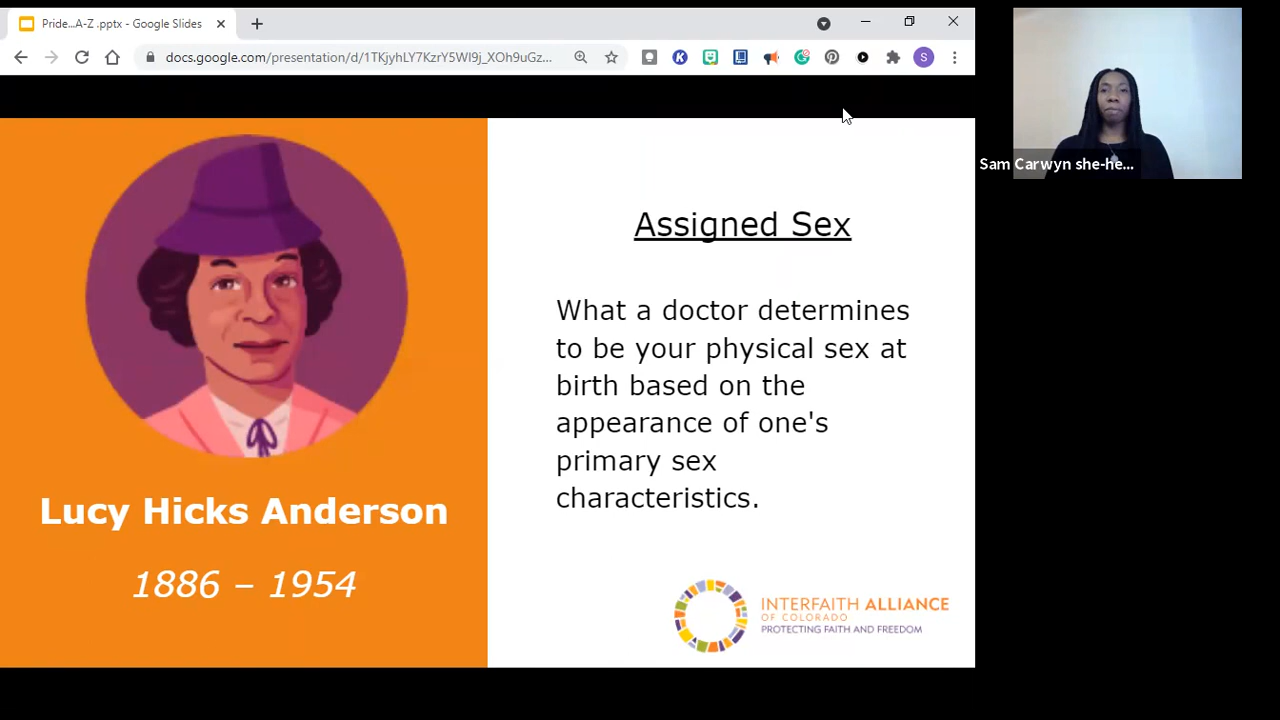 Pride...A-Z .pptx - Google Slides
docs.google.com/presentation/d/1TKjyhLY7KzrY5WI9j_XOh9uGz...
S
Sam Carwyn she-he...
Lucy Hicks Anderson
1886 – 1954
Assigned Sex
What a doctor determines
to be your physical sex at
birth based on the
appearance of one's
primary sex
characteristics.
INTERFAITH ALLIANCE
OF COLORADO
PROTECTING FAITH AND FREEDOM